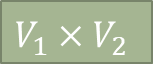 V₁ × V₂